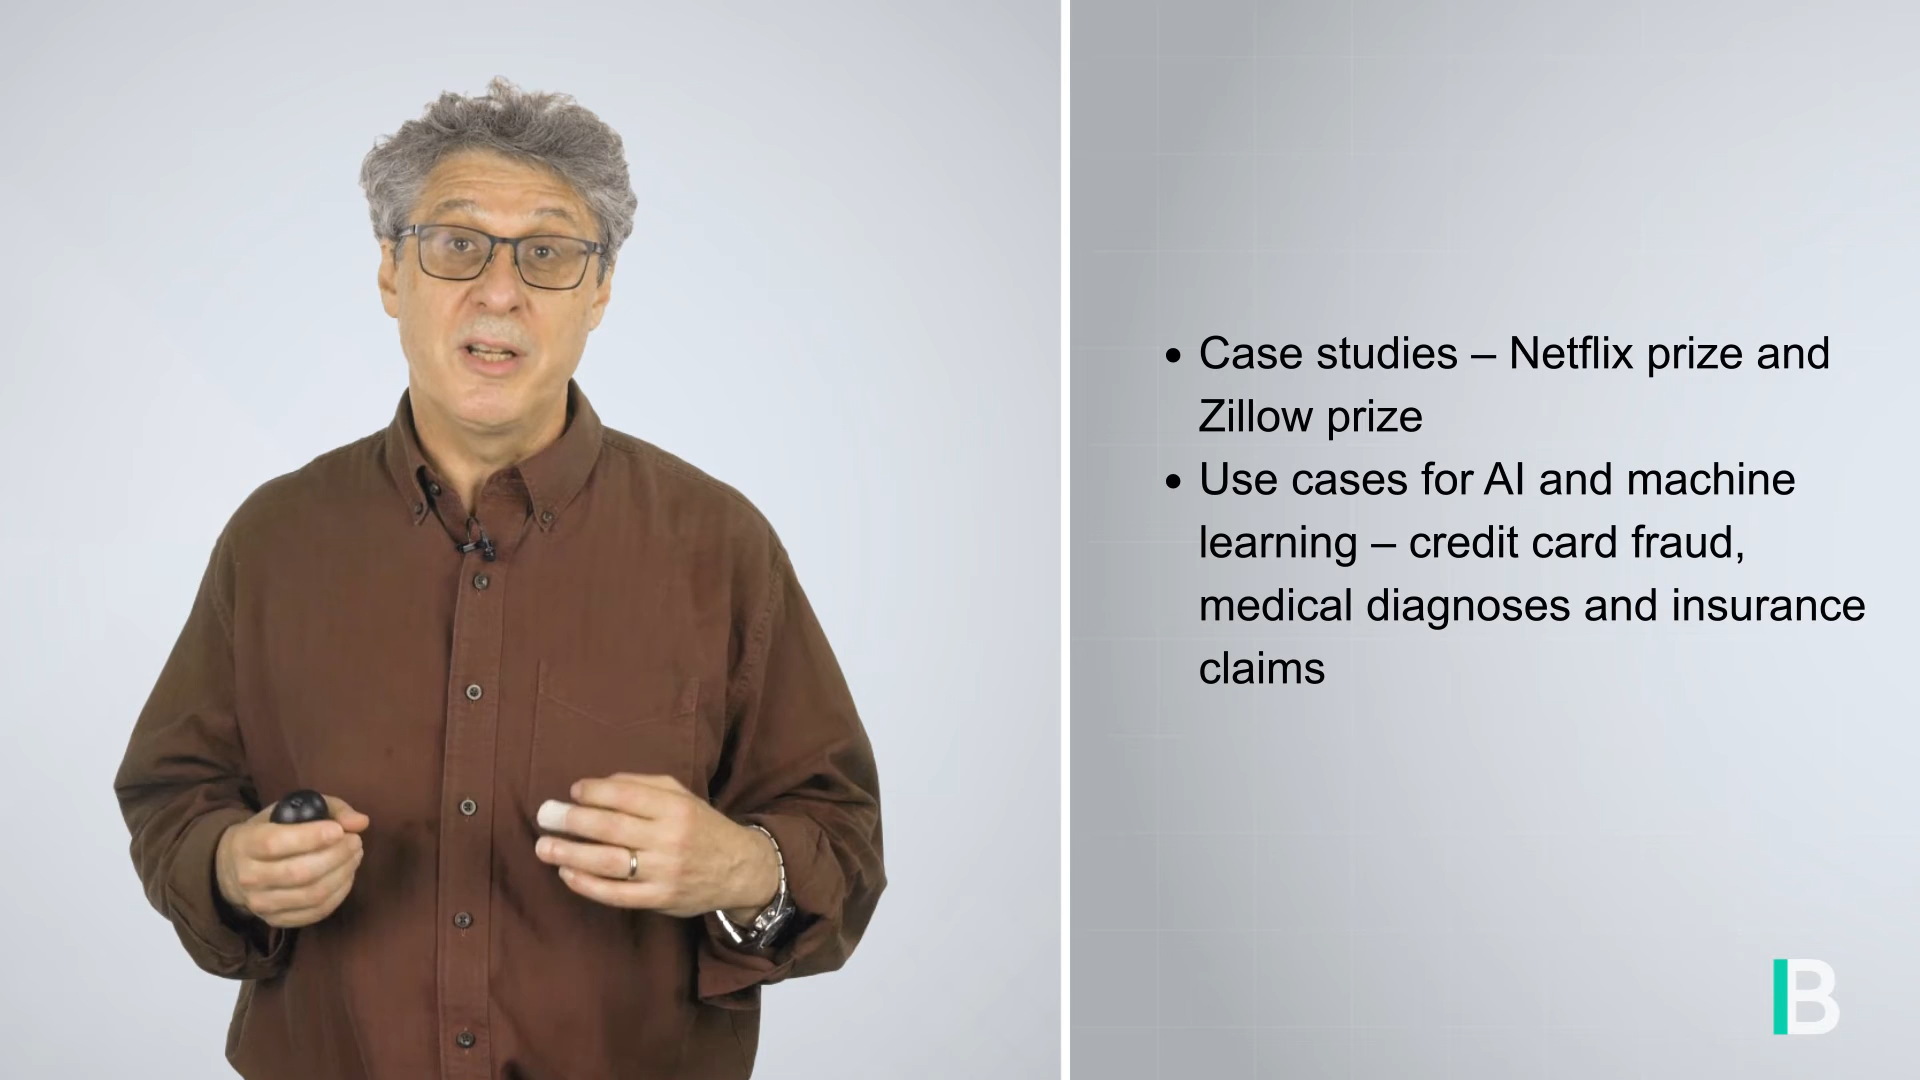 • Case studies – Netflix prize and
Zillow prize
• Use cases for AI and machine
learning – credit card fraud,
medical diagnoses and insurance
claims
B